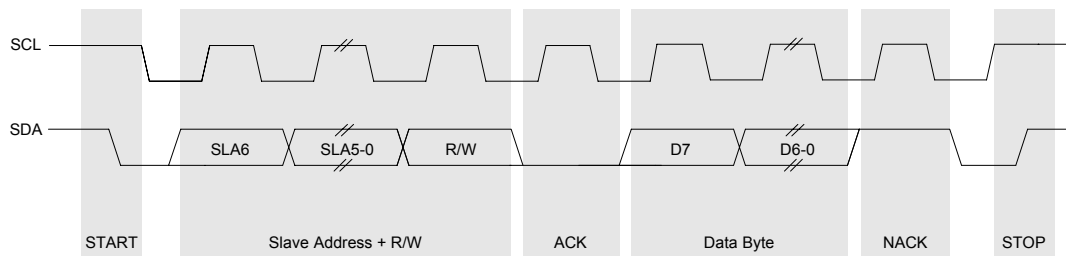 SCL
SDA
SLA6 SLA5-0 R/W D7 D6-0
START Slave Address + R/W ACK Data Byte NACK STOP